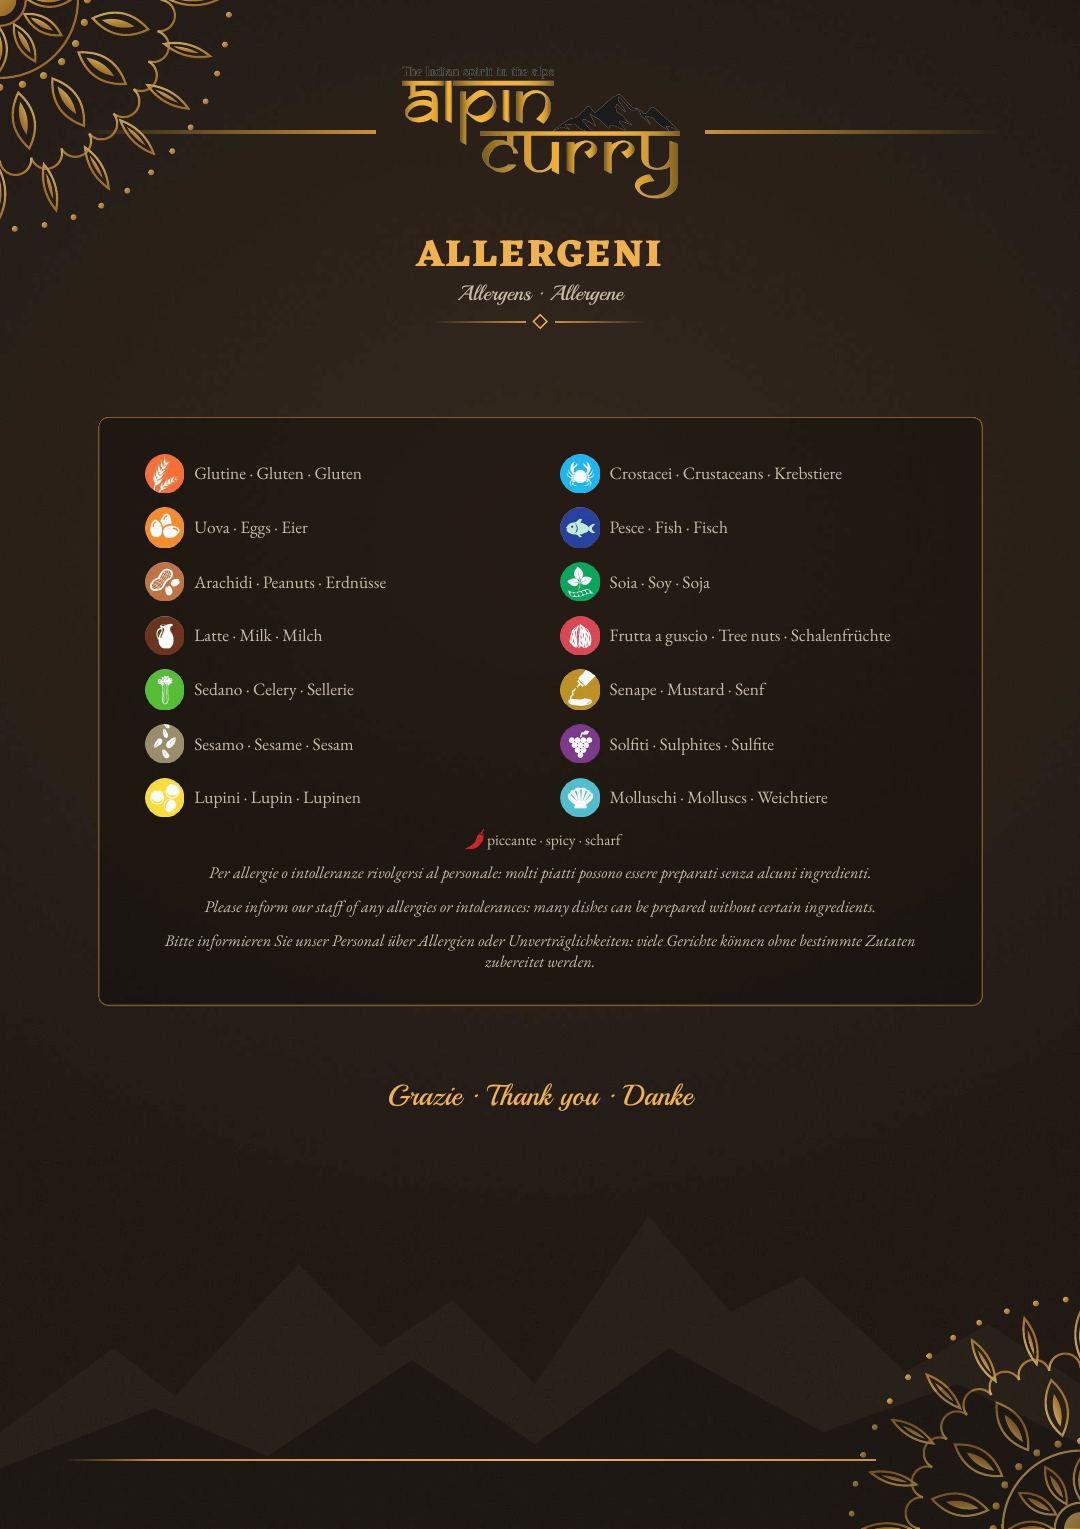 The Indian spirit in the alps
alpin
curry
ALLERGENI
Allergens · Allergene
Glutine · Gluten · Gluten
Crostacei · Crustaceans · Krebstiere
Uova · Eggs · Eier
Pesce · Fish · Fisch
Arachidi · Peanuts · Erdnüsse
Soia · Soy · Soja
Latte · Milk · Milch
Frutta a guscio · Tree nuts · Schalenfrüchte
Sedano · Celery · Sellerie
Senape · Mustard · Senf
Sesamo · Sesame · Sesam
Solfiti · Sulphites · Sulfite
Lupini · Lupin · Lupinen
Molluschi · Molluscs · Weichtiere
piccante · spicy · scharf
Per allergie o intolleranze rivolgersi al personale: molti piatti possono essere preparati senza alcuni ingredienti.
Please inform our staff of any allergies or intolerances: many dishes can be prepared without certain ingredients.
Bitte informieren Sie unser Personal über Allergien oder Unverträglichkeiten: viele Gerichte können ohne bestimmte Zutaten
zubereitet werden.
Grazie · Thank you · Danke